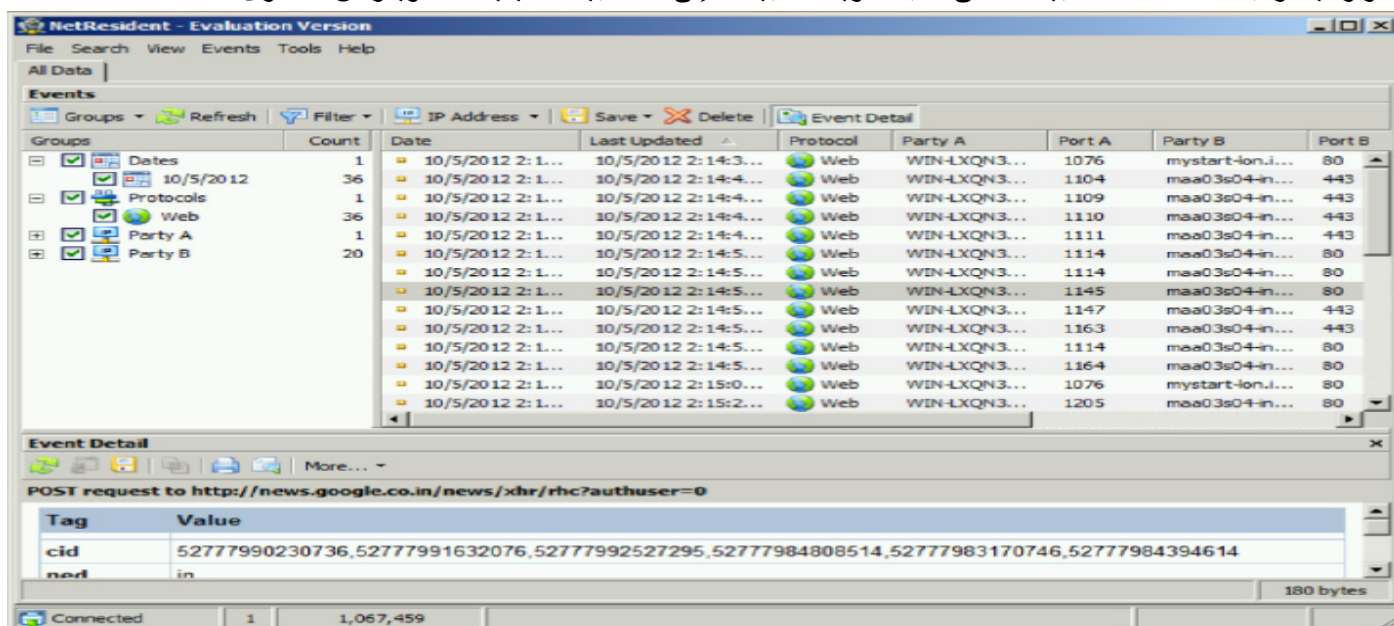 NetResident - Evaluation Version
File Search View Events Tools Help
All Data
Events
Groups Refresh Filter IP Address Save Delete Event Detail
Groups Count Date Last Updated Protocol Party A Port A Party B Port B
Dates 1 10/5/2012 2:1... 10/5/2012 2:14:3... Web WIN-LXQN3... 1076 mystart-ion.i... 80
10/5/2012 36 10/5/2012 2:1... 10/5/2012 2:14:4... Web WIN-LXQN3... 1104 maa03s04-in... 443
Protocols 1 10/5/2012 2:1... 10/5/2012 2:14:4... Web WIN-LXQN3... 1109 maa03s04-in... 443
Web 36 10/5/2012 2:1... 10/5/2012 2:14:4... Web WIN-LXQN3... 1110 maa03s04-in... 443
Party A 1 10/5/2012 2:1... 10/5/2012 2:14:4... Web WIN-LXQN3... 1111 maa03s04-in... 443
Party B 20 10/5/2012 2:1... 10/5/2012 2:14:5... Web WIN-LXQN3... 1114 maa03s04-in... 80
10/5/2012 2:1... 10/5/2012 2:14:5... Web WIN-LXQN3... 1114 maa03s04-in... 80
10/5/2012 2:1... 10/5/2012 2:14:5... Web WIN-LXQN3... 1145 maa03s04-in... 80
10/5/2012 2:1... 10/5/2012 2:14:5... Web WIN-LXQN3... 1147 maa03s04-in... 443
10/5/2012 2:1... 10/5/2012 2:14:5... Web WIN-LXQN3... 1163 maa03s04-in... 443
10/5/2012 2:1... 10/5/2012 2:14:5... Web WIN-LXQN3... 1114 maa03s04-in... 80
10/5/2012 2:1... 10/5/2012 2:14:5... Web WIN-LXQN3... 1164 maa03s04-in... 80
10/5/2012 2:1... 10/5/2012 2:15:0... Web WIN-LXQN3... 1076 mystart-ion.i... 80
10/5/2012 2:1... 10/5/2012 2:15:2... Web WIN-LXQN3... 1205 maa03s04-in... 80
Event Detail
More...
POST request to http://news.google.co.in/news/xhr/rhc?authuser=0
Tag Value
cid 52777990230736,52777991632076,52777992527295,52777984808514,52777983170746,52777984394614
ned in
180 bytes
Connected 1 1,067,459